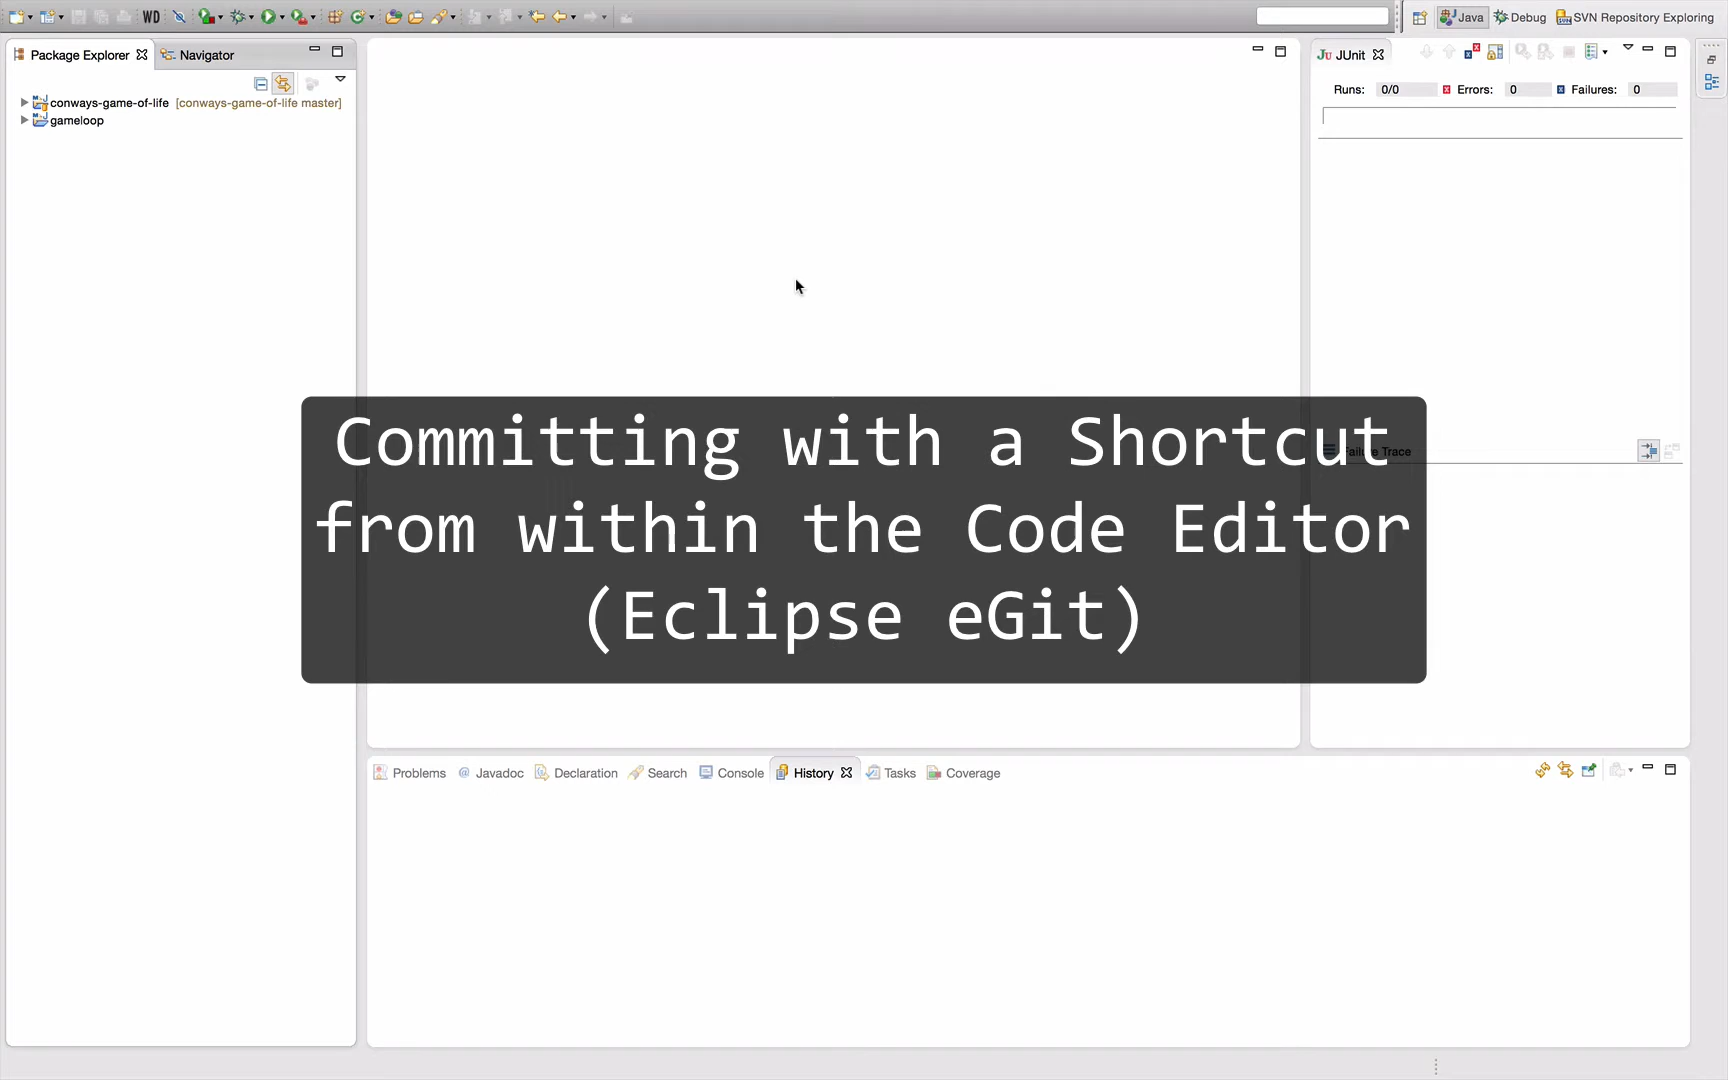 WD
Java
Debug
SVN Repository Exploring
Package Explorer
Navigator
JUnit
Runs: 0/0
Errors: 0
Failures: 0
conways-game-of-life [conways-game-of-life master]
gameloop
Committing with a Shortcut
from within the Code Editor
(Eclipse eGit)
Failure Trace
Problems
@ Javadoc
Declaration
Search
Console
History
Tasks
Coverage